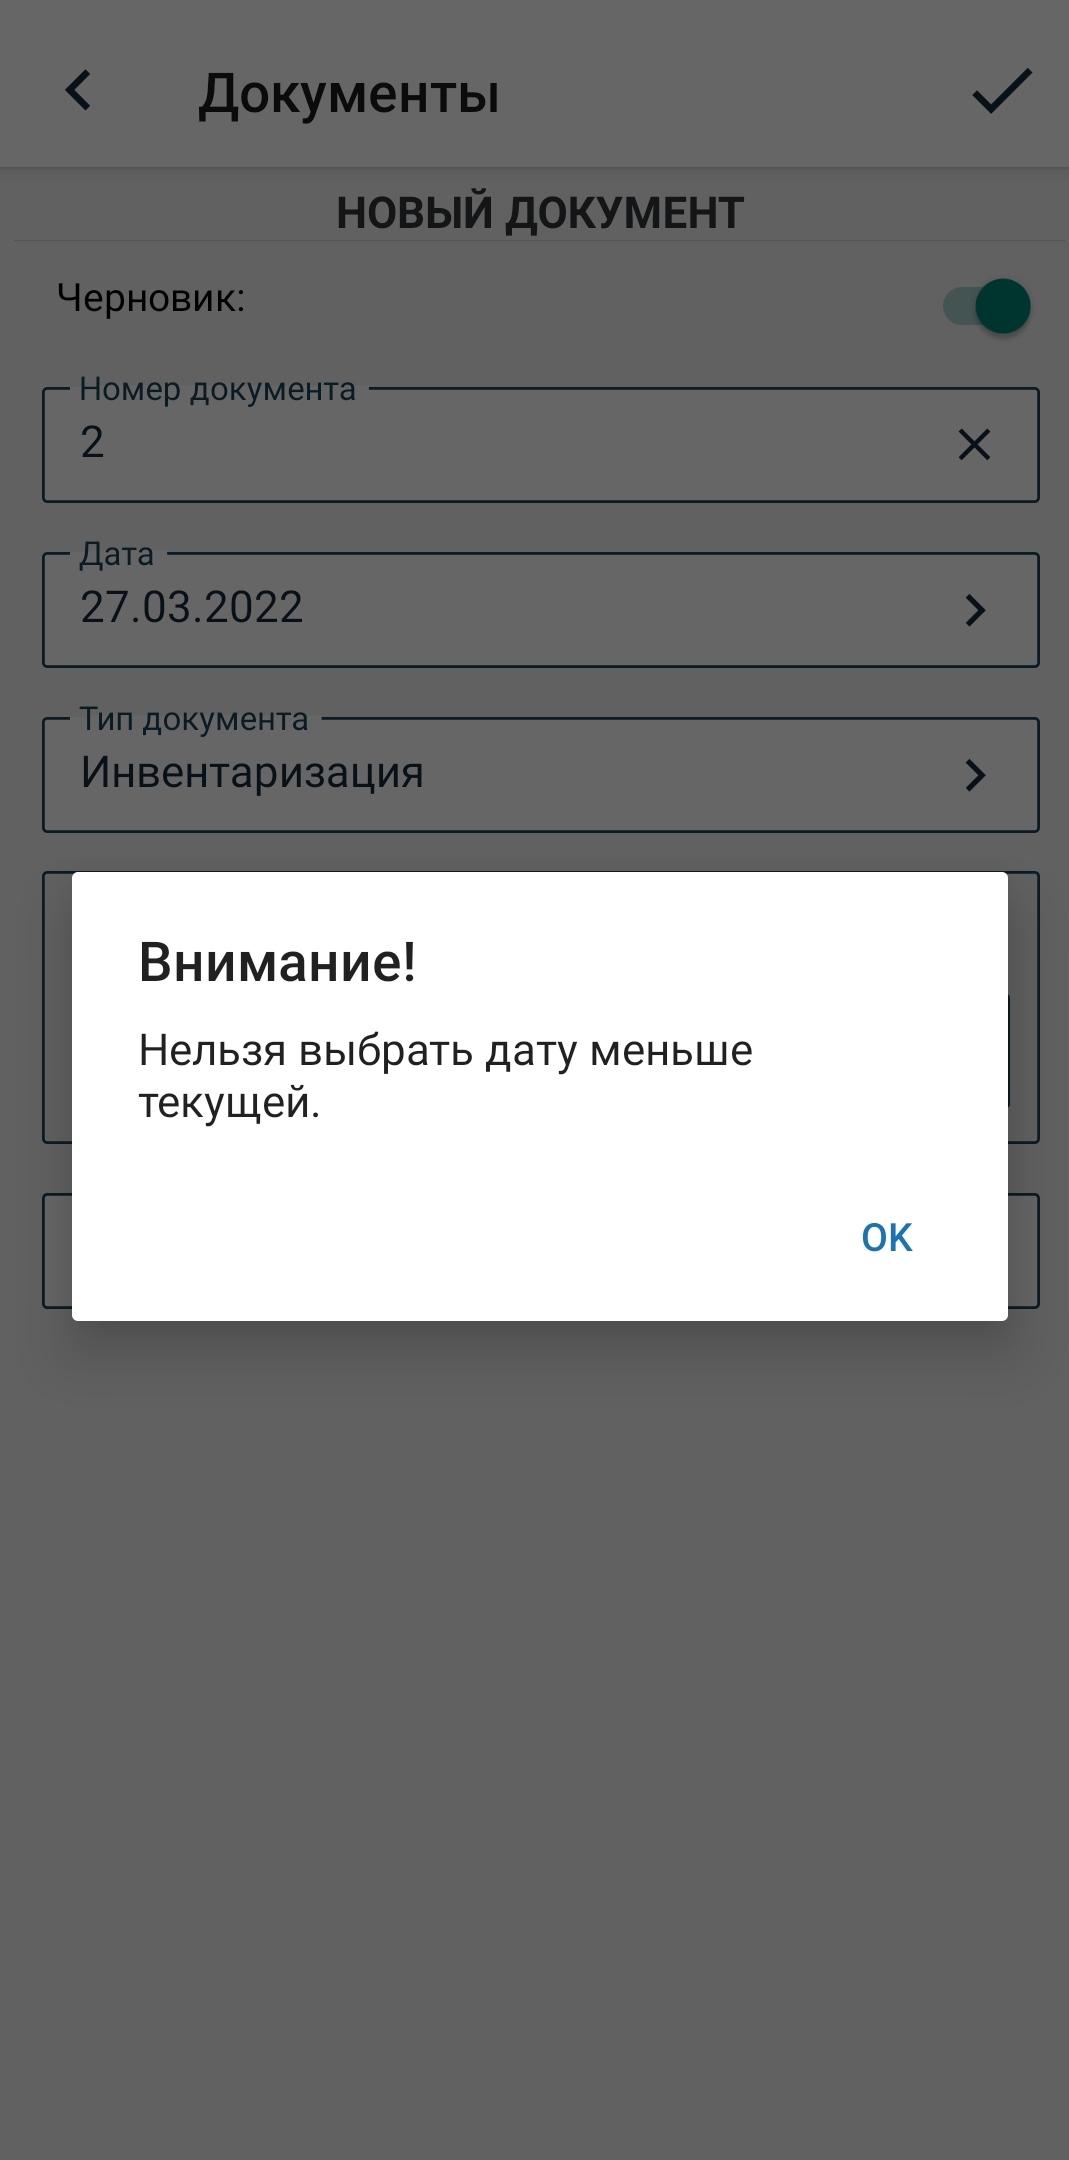 Документы
НОВЫЙ ДОКУМЕНТ
Черновик:
Номер документа
2
Дата
27.03.2022
Тип документа
Инвентаризация
Внимание!
Нельзя выбрать дату меньше
текущей.
OK